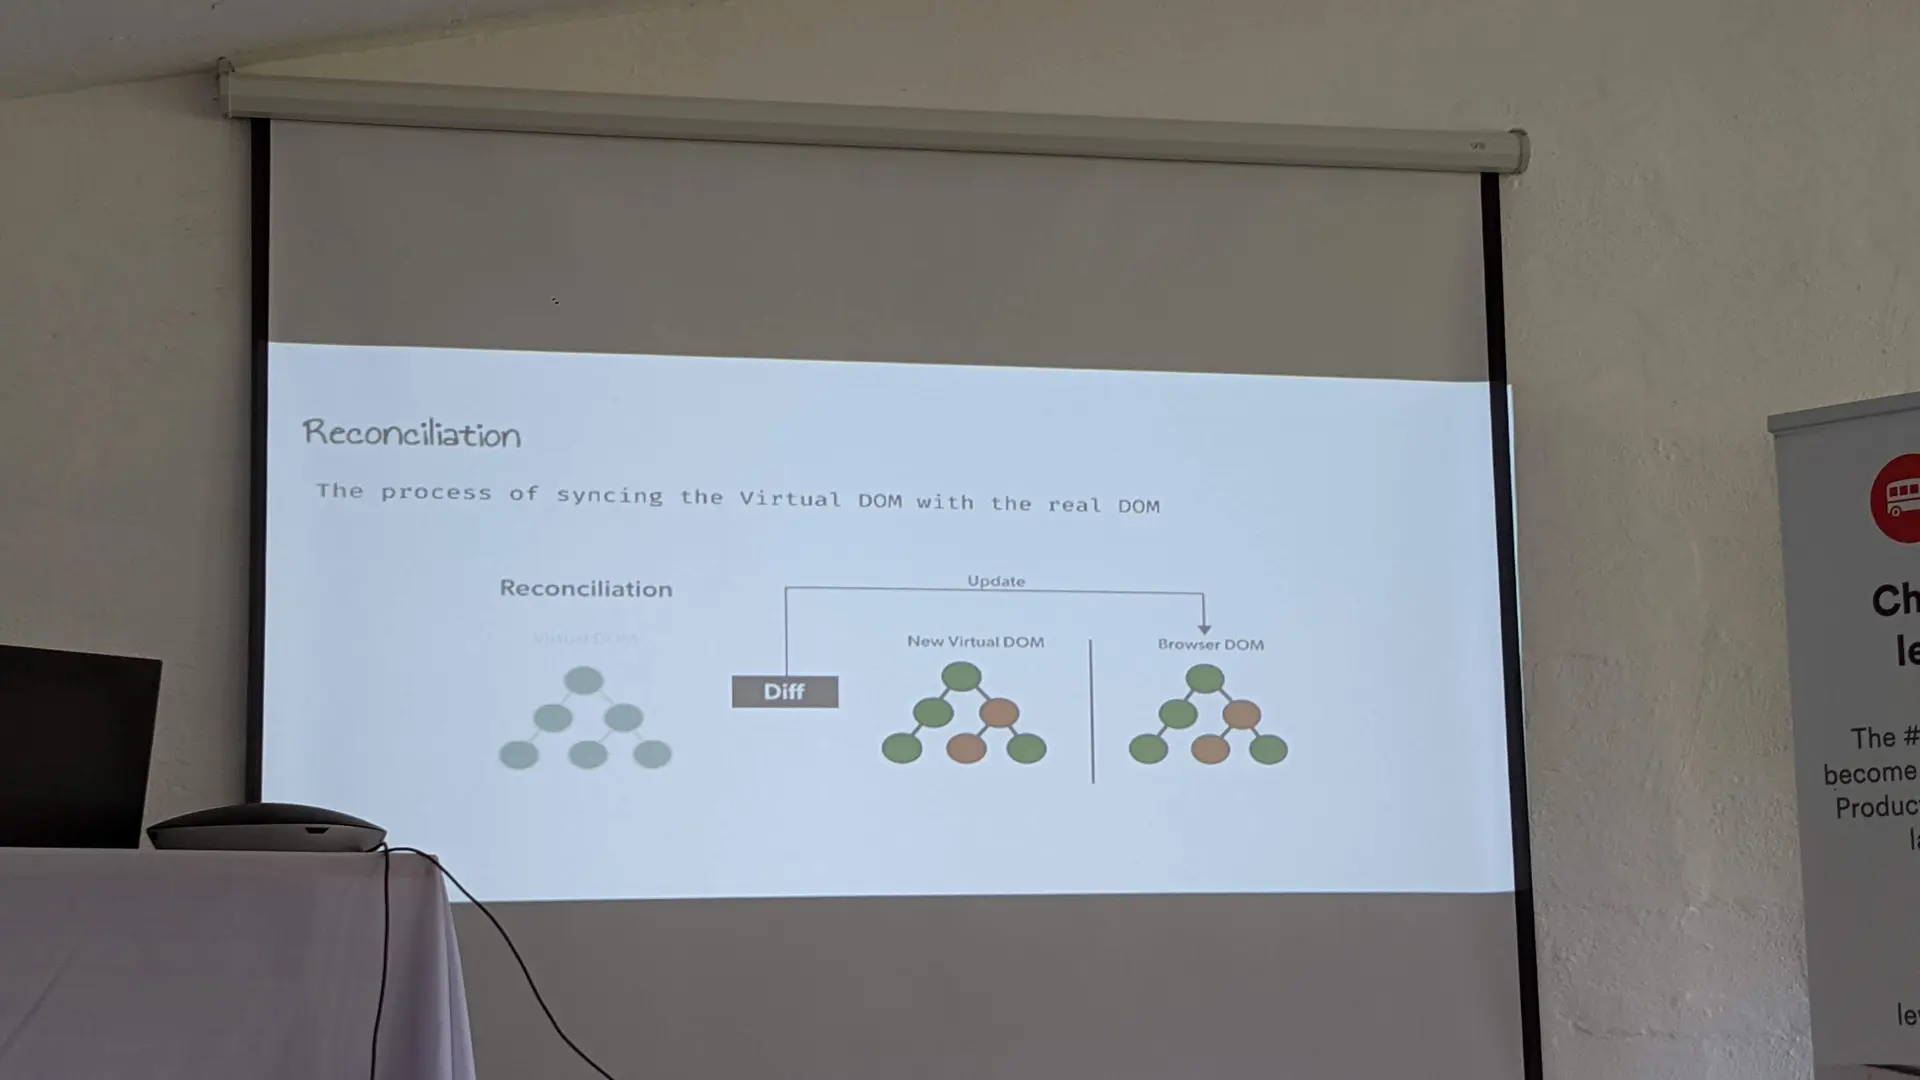 Reconciliation
The process of syncing the Virtual DOM with the real DOM
Reconciliation
Update
Virtual DOM
New Virtual DOM
Browser DOM
Diff
Ch
le
The #
become
Produc
le